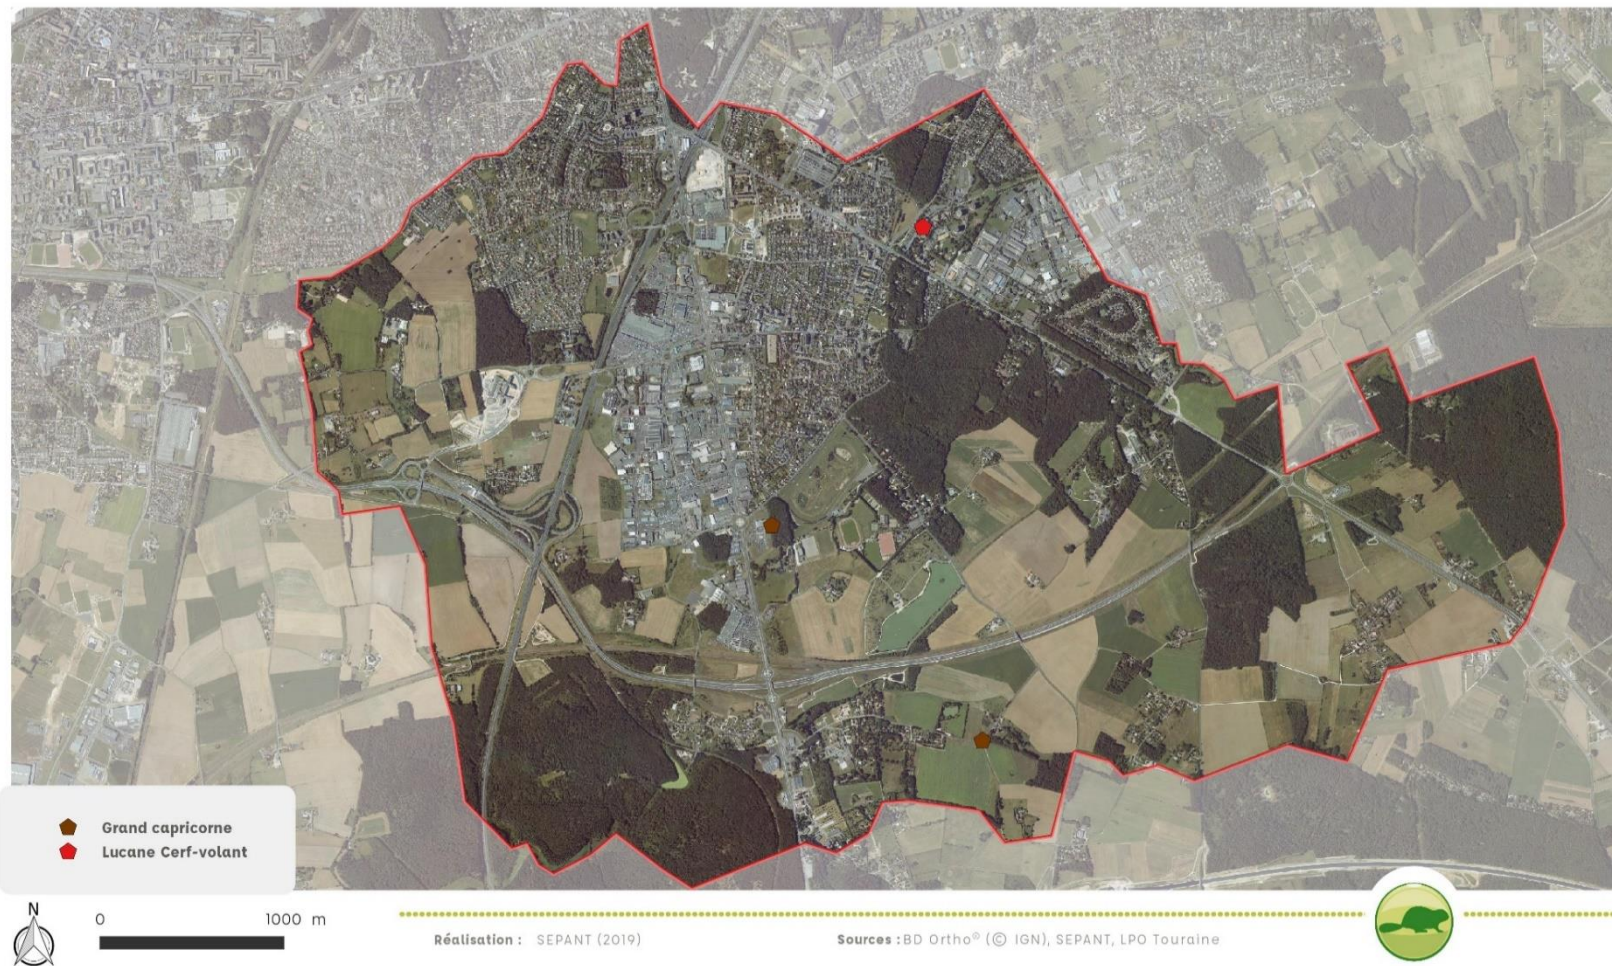 Grand capricorne
Lucane Cerf-volant
N
0 1000 m
Réalisation : SEPANT (2019)
Sources : BD Ortho® (© IGN), SEPANT, LPO Touraine